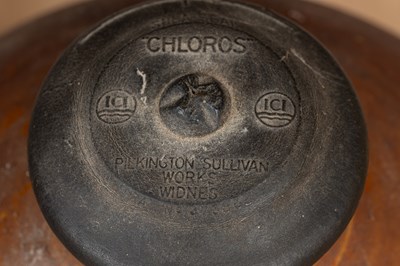 "CHLOROS"
ICI ICI
PILKINGTON SULLIVAN
WORKS
WIDNES